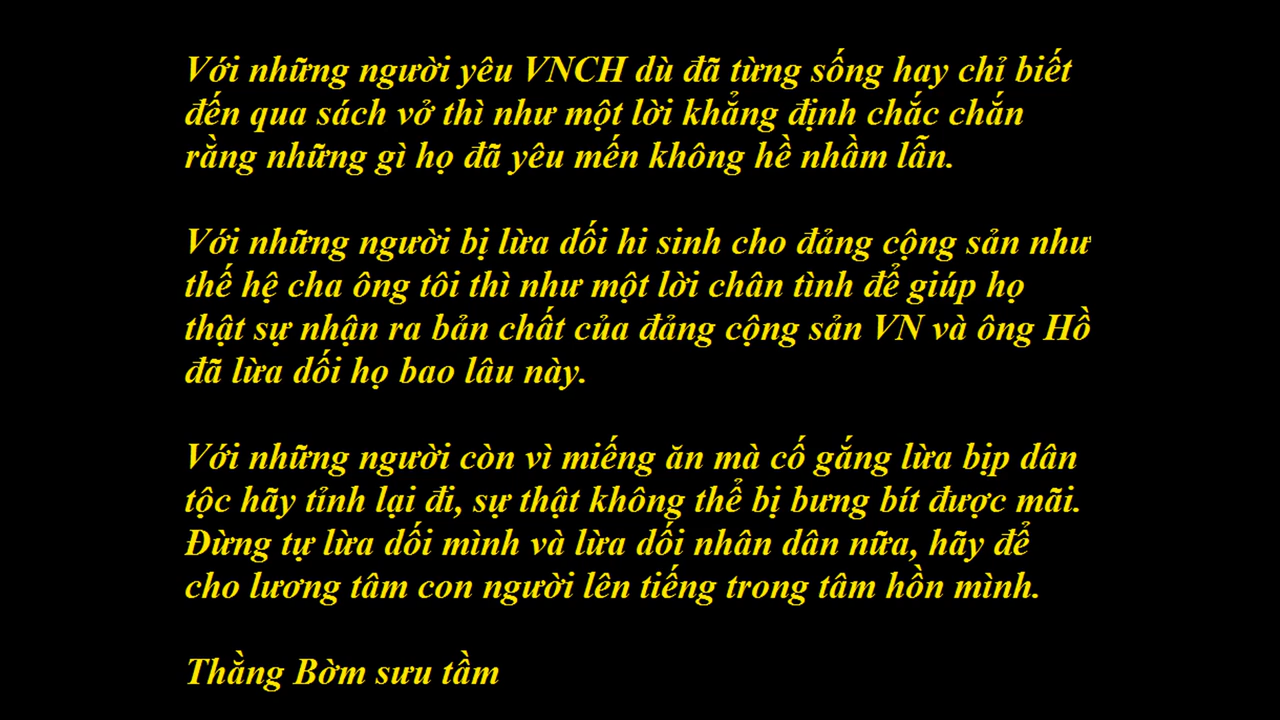 Với những người yêu VNCH dù đã từng sống hay chỉ biết
đến qua sách vở thì như một lời khẳng định chắc chắn
rằng những gì họ đã yêu mến không hề nhầm lẫn.
Với những người bị lừa dối hi sinh cho đảng cộng sản như
thế hệ cha ông tôi thì như một lời chân tình để giúp họ
thật sự nhận ra bản chất của đảng cộng sản VN và ông Hồ
đã lừa dối họ bao lâu này.
Với những người còn vì miếng ăn mà cố gắng lừa bịp dân
tộc hãy tỉnh lại đi, sự thật không thể bị bưng bít được mãi.
Đừng tự lừa dối mình và lừa dối nhân dân nữa, hãy để
cho lương tâm con người lên tiếng trong tâm hồn mình.
Thằng Bờm sưu tầm